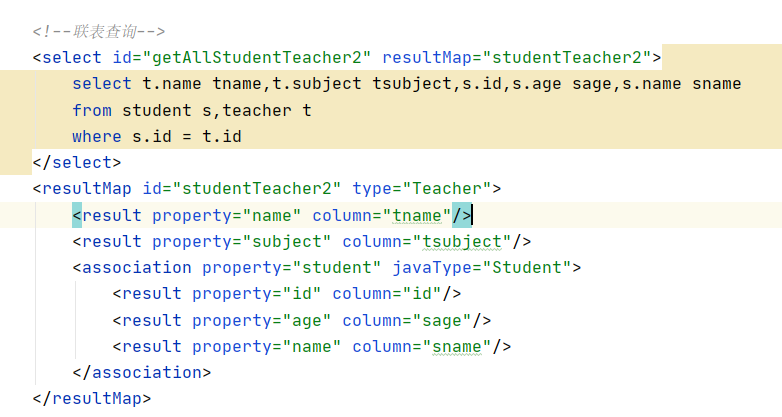 <!--联表查询-->
<select id="getAllStudentTeacher2" resultMap="studentTeacher2">
select t.name tname,t.subject tsubject,s.id,s.age sage,s.name sname
from student s,teacher t
where s.id = t.id
</select>
<resultMap id="studentTeacher2" type="Teacher">
<result property="name" column="tname"/>
<result property="subject" column="tsubject"/>
<association property="student" javaType="Student">
<result property="id" column="id"/>
<result property="age" column="sage"/>
<result property="name" column="sname"/>
</association>
</resultMap>